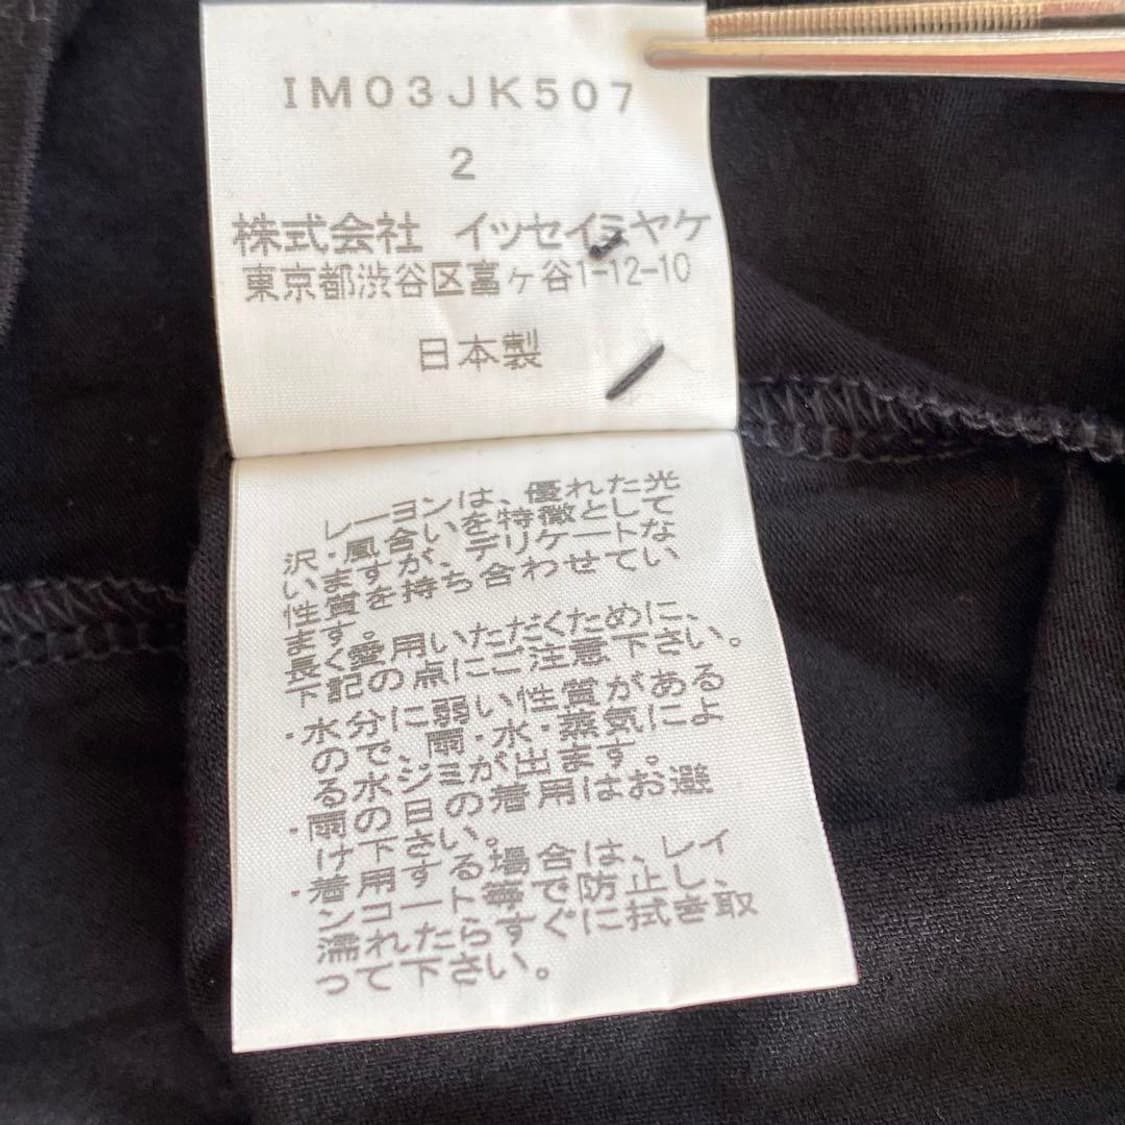 IM03JK507
2
株式会社 イッセイミヤケ
東京都渋谷区富ヶ谷1-12-10
日本製
レーヨンは、優れた光
沢・風合いを特徴として
いますが、デリケートな
性質を持ち合わせてい
ます。
長く愛用いただくために、
下記の点にご注意下さい。
・水分に弱い性質がある
ので、雨・水・蒸気によ
る水ジミが出ます。
・雨の日の着用はお避
け下さい。
・着用する場合は、レイ
ンコート等で防止し、
濡れたらすぐに拭き取
って下さい。